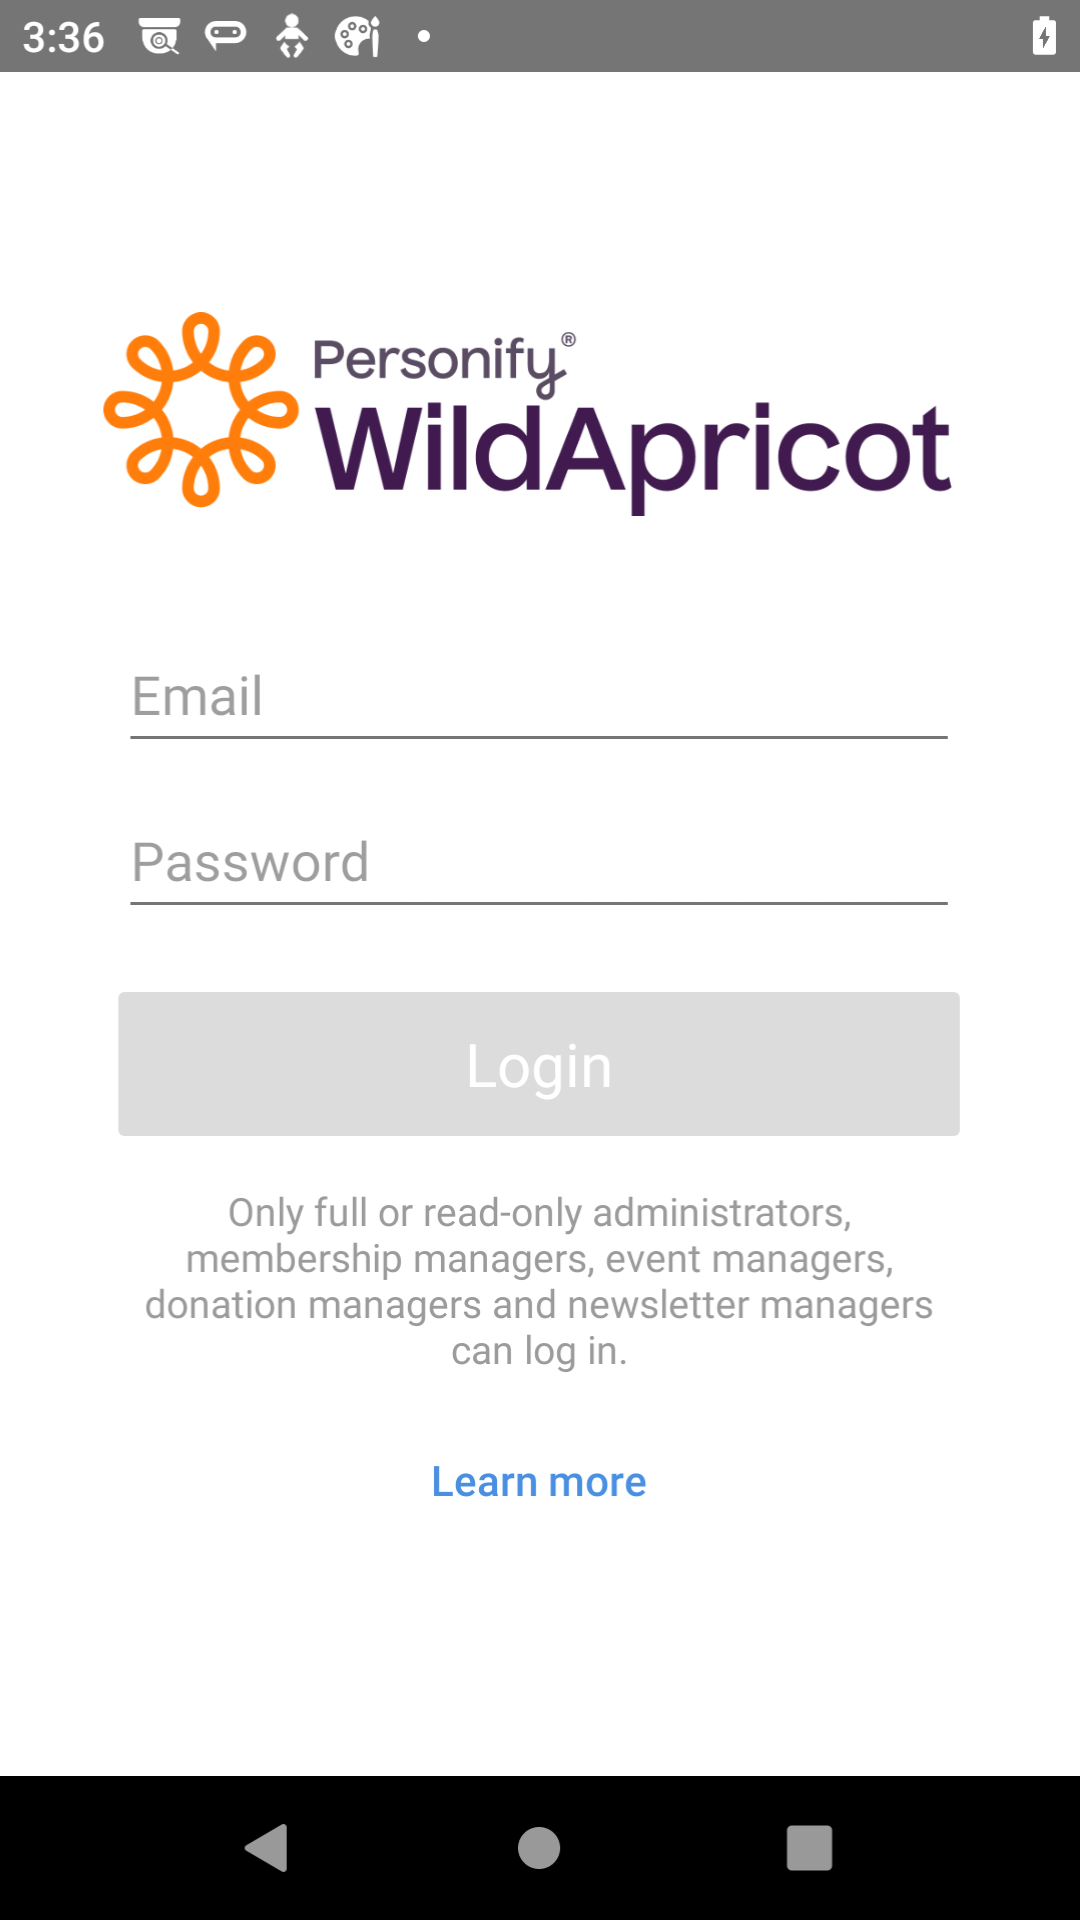 3:36
Personify®
WildApricot
Email
Password
Login
Only full or read-only administrators,
membership managers, event managers,
donation managers and newsletter managers
can log in.
Learn more